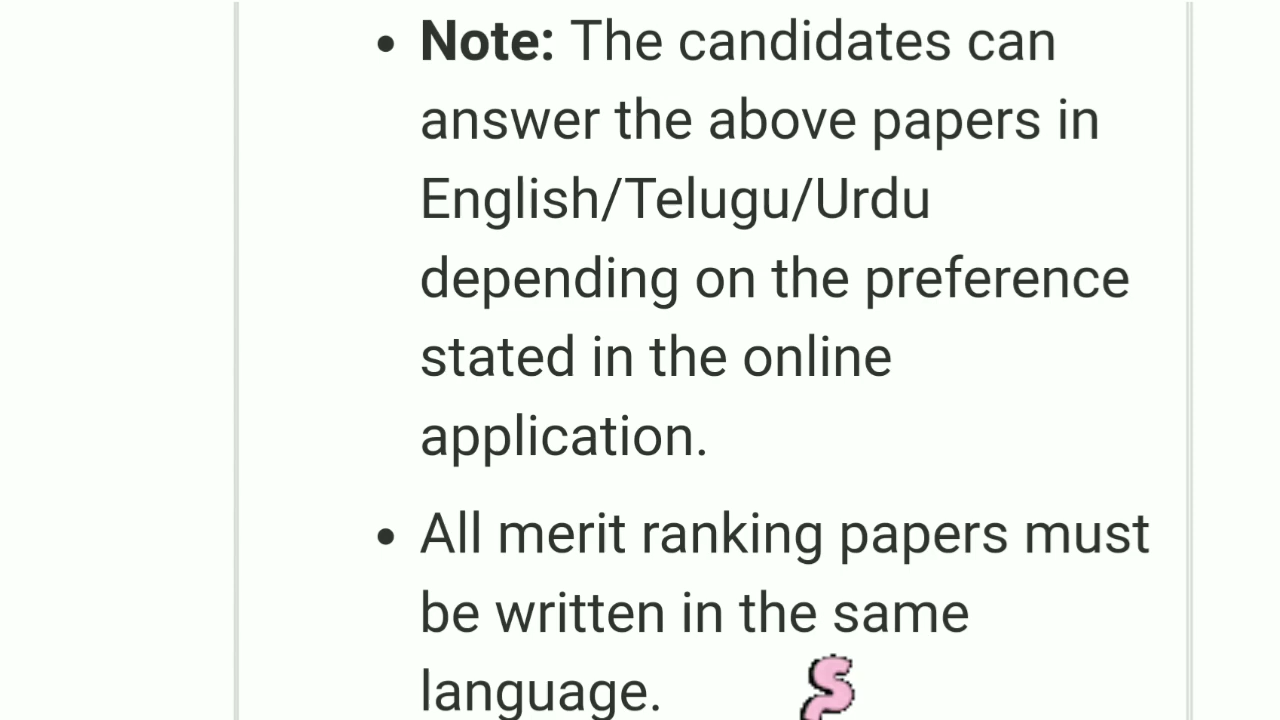 • Note: The candidates can
answer the above papers in
English/Telugu/Urdu
depending on the preference
stated in the online
application.
• All merit ranking papers must
be written in the same
language.